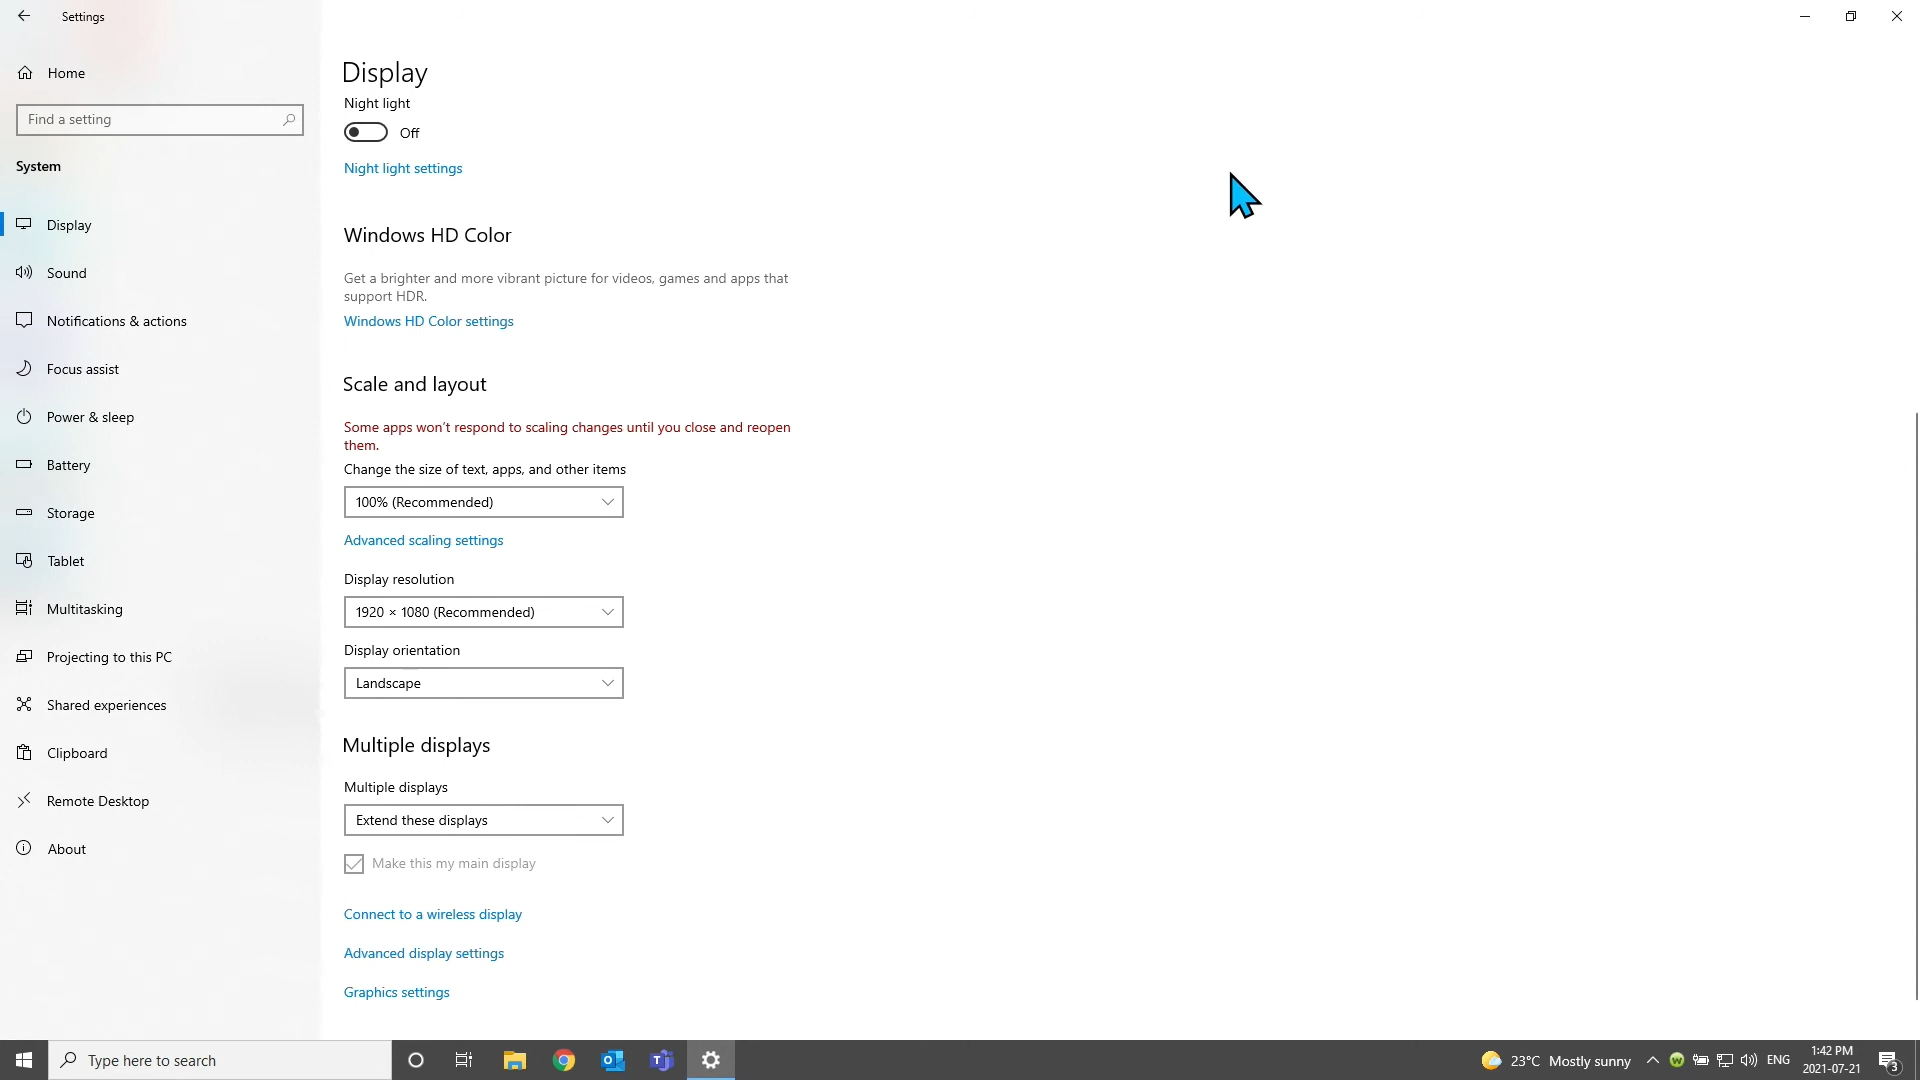 Settings
Home
Find a setting
System
Display
Sound
Notifications & actions
Focus assist
Power & sleep
Battery
Storage
Tablet
Multitasking
Projecting to this PC
Shared experiences
Clipboard
Remote Desktop
About
Display
Night light
Off
Night light settings
Windows HD Color
Get a brighter and more vibrant picture for videos, games and apps that
support HDR.
Windows HD Color settings
Scale and layout
Some apps won't respond to scaling changes until you close and reopen
them.
Change the size of text, apps, and other items
100% (Recommended)
Advanced scaling settings
Display resolution
1920 × 1080 (Recommended)
Display orientation
Landscape
Multiple displays
Multiple displays
Extend these displays
Make this my main display
Connect to a wireless display
Advanced display settings
Graphics settings
Type here to search
23°C Mostly sunny
ENG
1:42 PM
2021-07-21
3